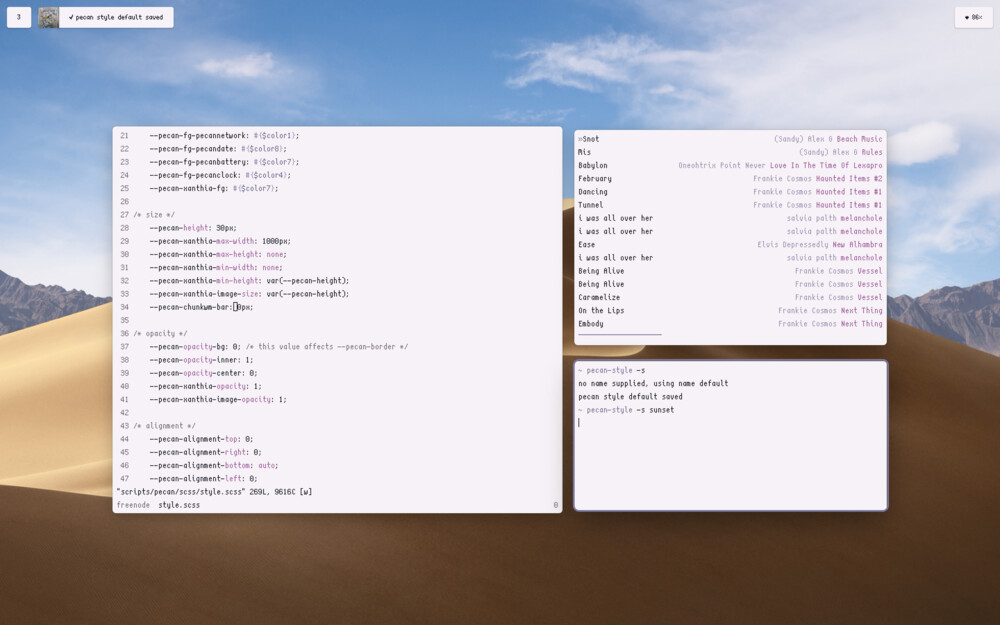 3
✔ pecan style default saved
♥ 86%
21 --pecan-fg-pecannetwork: #{$color1};
22 --pecan-fg-pecandate: #{$color0};
23 --pecan-fg-pecanbattery: #{$color7};
24 --pecan-fg-pecanclock: #{$color4};
25 --pecan-xanthia-fg: #{$color7};
26
27 /* size */
28 --pecan-height: 30px;
29 --pecan-xanthia-max-width: 1000px;
30 --pecan-xanthia-max-height: none;
31 --pecan-xanthia-min-width: none;
32 --pecan-xanthia-min-height: var(--pecan-height);
33 --pecan-xanthia-image-size: var(--pecan-height);
34 --pecan-chunkwm-bar: 0px;
35
36 /* opacity */
37 --pecan-opacity-bg: 0; /* this value affects --pecan-border */
38 --pecan-opacity-inner: 1;
39 --pecan-opacity-center: 0;
40 --pecan-xanthia-opacity: 1;
41 --pecan-xanthia-image-opacity: 1;
42
43 /* alignment */
44 --pecan-alignment-top: 0;
45 --pecan-alignment-right: 0;
46 --pecan-alignment-bottom: auto;
47 --pecan-alignment-left: 0;
"scripts/pecan/scss/style.scss" 269L, 9616C [w]
freenode style.scss 0
>Snot (Sandy) Alex G Beach Music
Mis (Sandy) Alex G Rules
Babylon Oneohtrix Point Never Love In The Time Of Lexapro
February Frankie Cosmos Haunted Items #2
Dancing Frankie Cosmos Haunted Items #1
Tunnel Frankie Cosmos Haunted Items #1
i was all over her salvia palth melanchole
i was all over her salvia palth melanchole
Ease Elvis Depressedly New Alhambra
i was all over her salvia palth melanchole
Being Alive Frankie Cosmos Vessel
Being Alive Frankie Cosmos Vessel
Caramelize Frankie Cosmos Vessel
On the Lips Frankie Cosmos Next Thing
Embody Frankie Cosmos Next Thing
~ pecan-style -s
no name supplied, using name default
pecan style default saved
~ pecan-style -s sunset